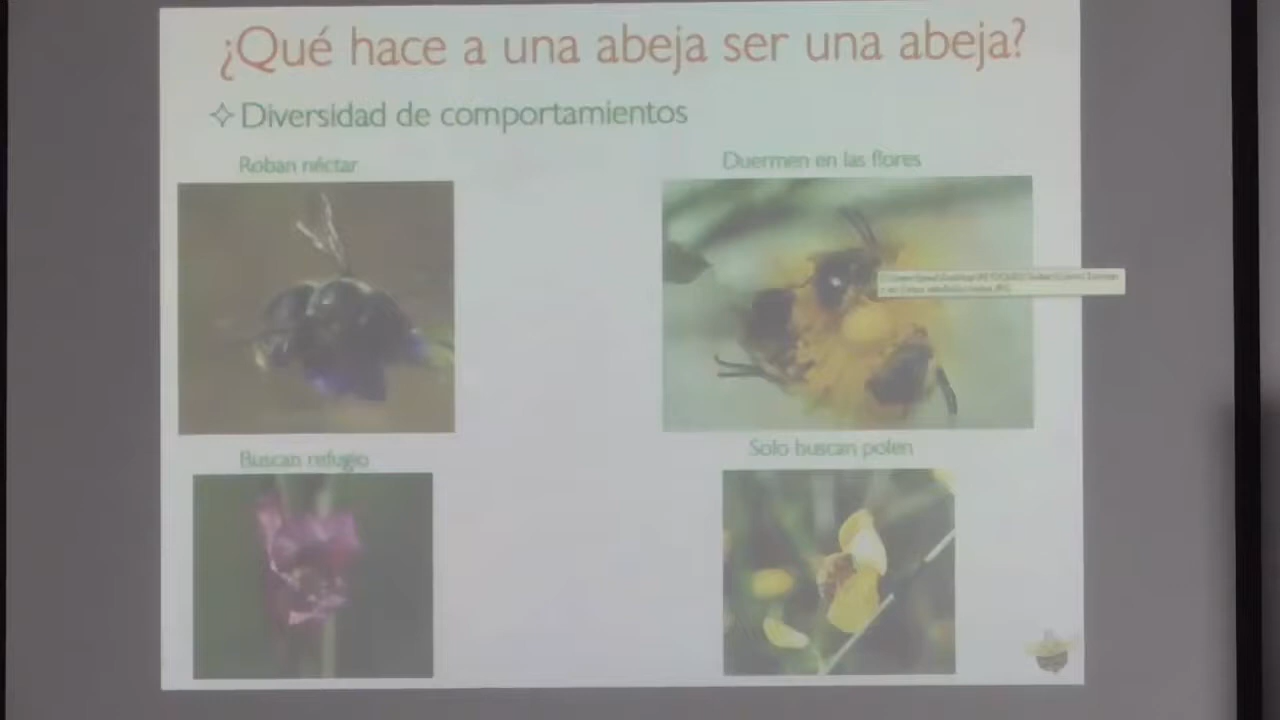 ¿Qué hace a una abeja ser una abeja?
Diversidad de comportamientos
Roban néctar
Duermen en las flores
Buscan refugio
Solo buscan polen